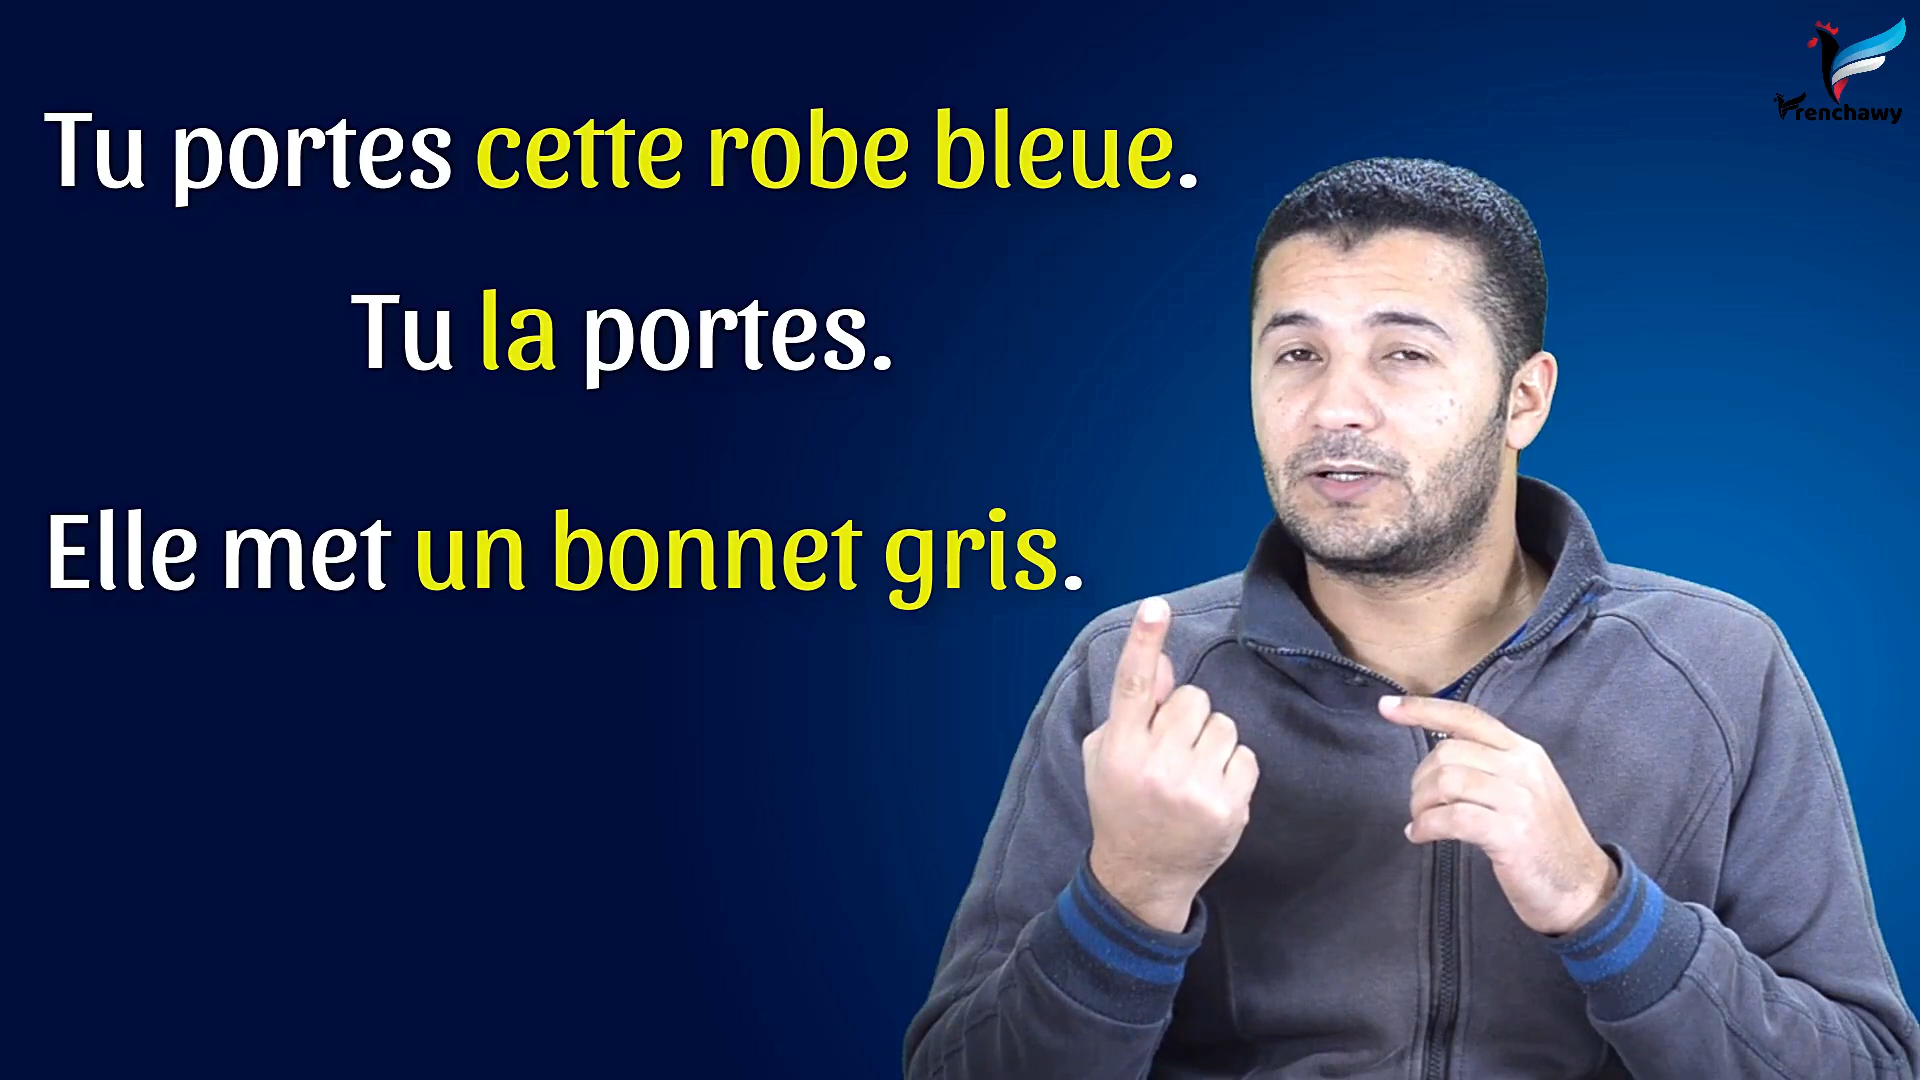 Frenchawy
Tu portes cette robe bleue.
Tu la portes.
Elle met un bonnet gris.